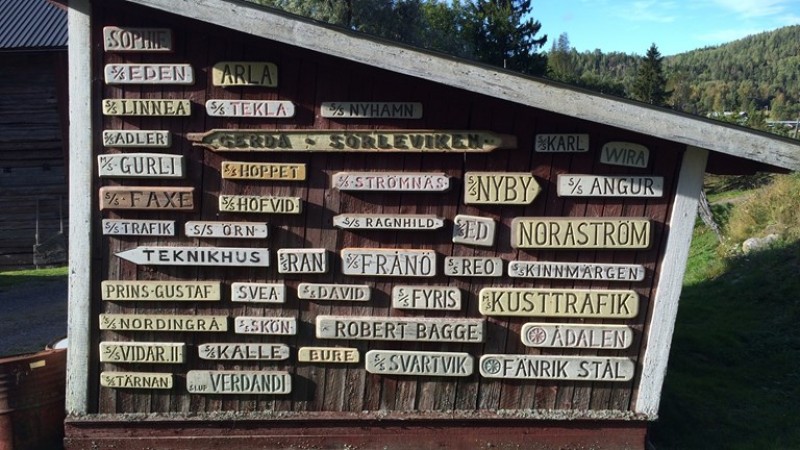 SOPHIE
S/S EDEN
ARLA
S/S LINNEA
S/S TEKLA
S/S NYHAMN
S/S ADLER
GERDA - SÖRLEVIKEN
S/S KARL
WIRA
S/S GURLI
S/S HOPPET
S/S STRÖMNÄS
S/S NYBY
S/S ANGUR
S/S FAXE
S/S HOFVID
S/S TRAFIK
S/S ÖRN
S/S RAGNHILD
S/S ED
NORASTRÖM
TEKNIKHUS
S/S RAN
S/S FRÅNÖ
S/S REO
S/S KINNMARGEN
PRINS-GUSTAF
SVEA
S/S DAVID
S/S FYRIS
S/S KUSTTRAFIK
S/S NORDINGRÅ
S/S SKÖN
ROBERT BAGGE
ÅDALEN
S/S VIDAR.II
S/S KALLE
BURE
S/S SVARTVIK
FÄNRIK STÅL
S/S TÄRNAN
SLUP VERDANDI